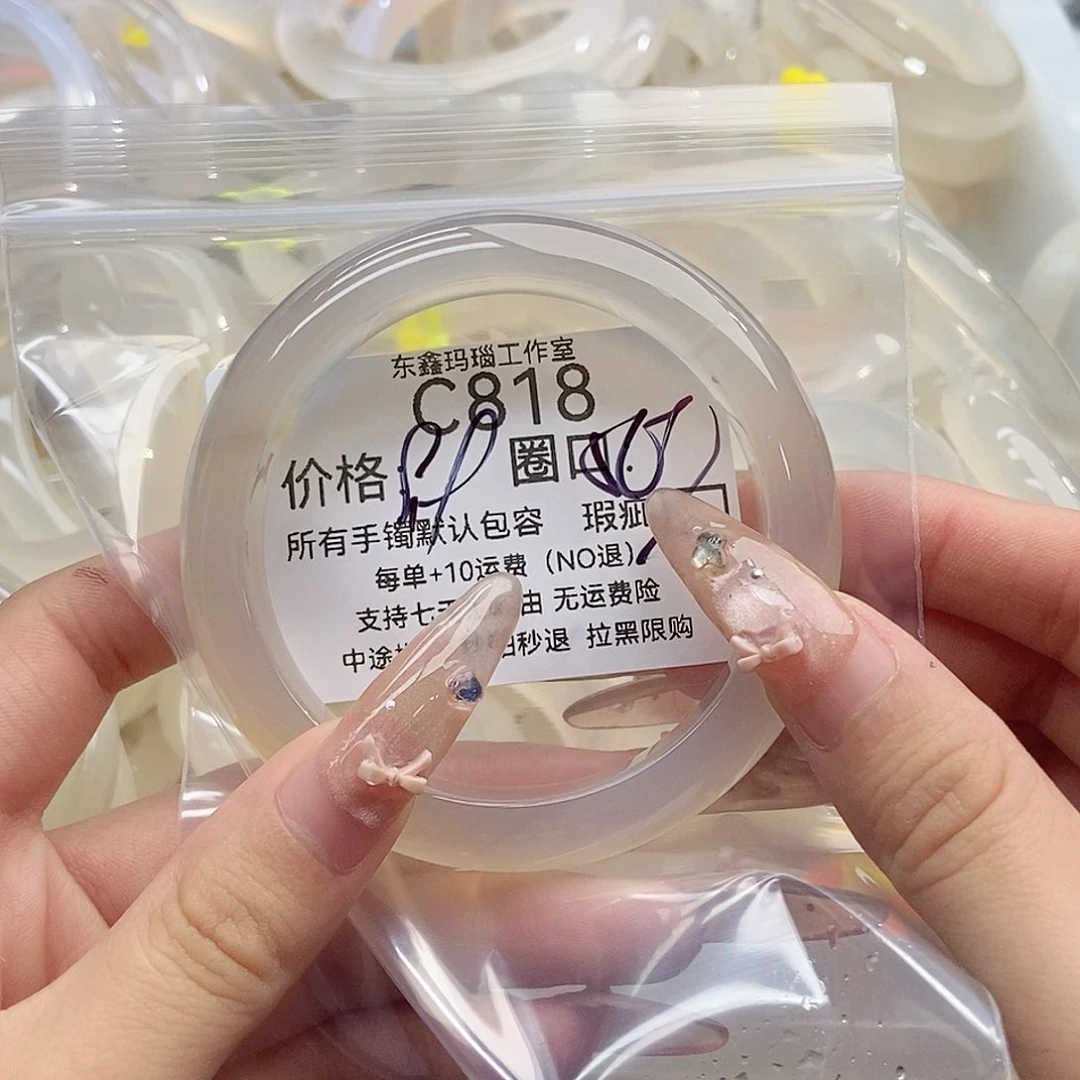 东鑫玛瑙工作室
C818
价格 圈口
所有手镯默认包容 瑕疵
每单+10运费（NO退）
支持七天 由 无运费险
中途 秒退 拉黑限购